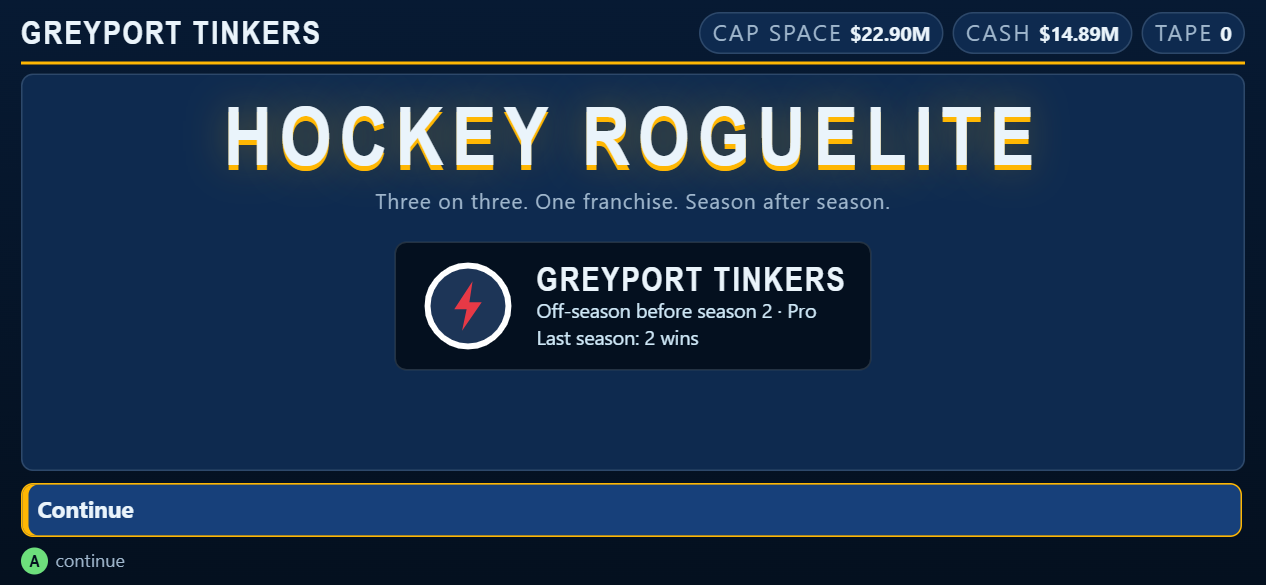 GREYPORT TINKERS
CAP SPACE $22.90M
CASH $14.89M
TAPE 0
HOCKEY ROGUELITE
Three on three. One franchise. Season after season.
GREYPORT TINKERS
Off-season before season 2 · Pro
Last season: 2 wins
Continue
A continue